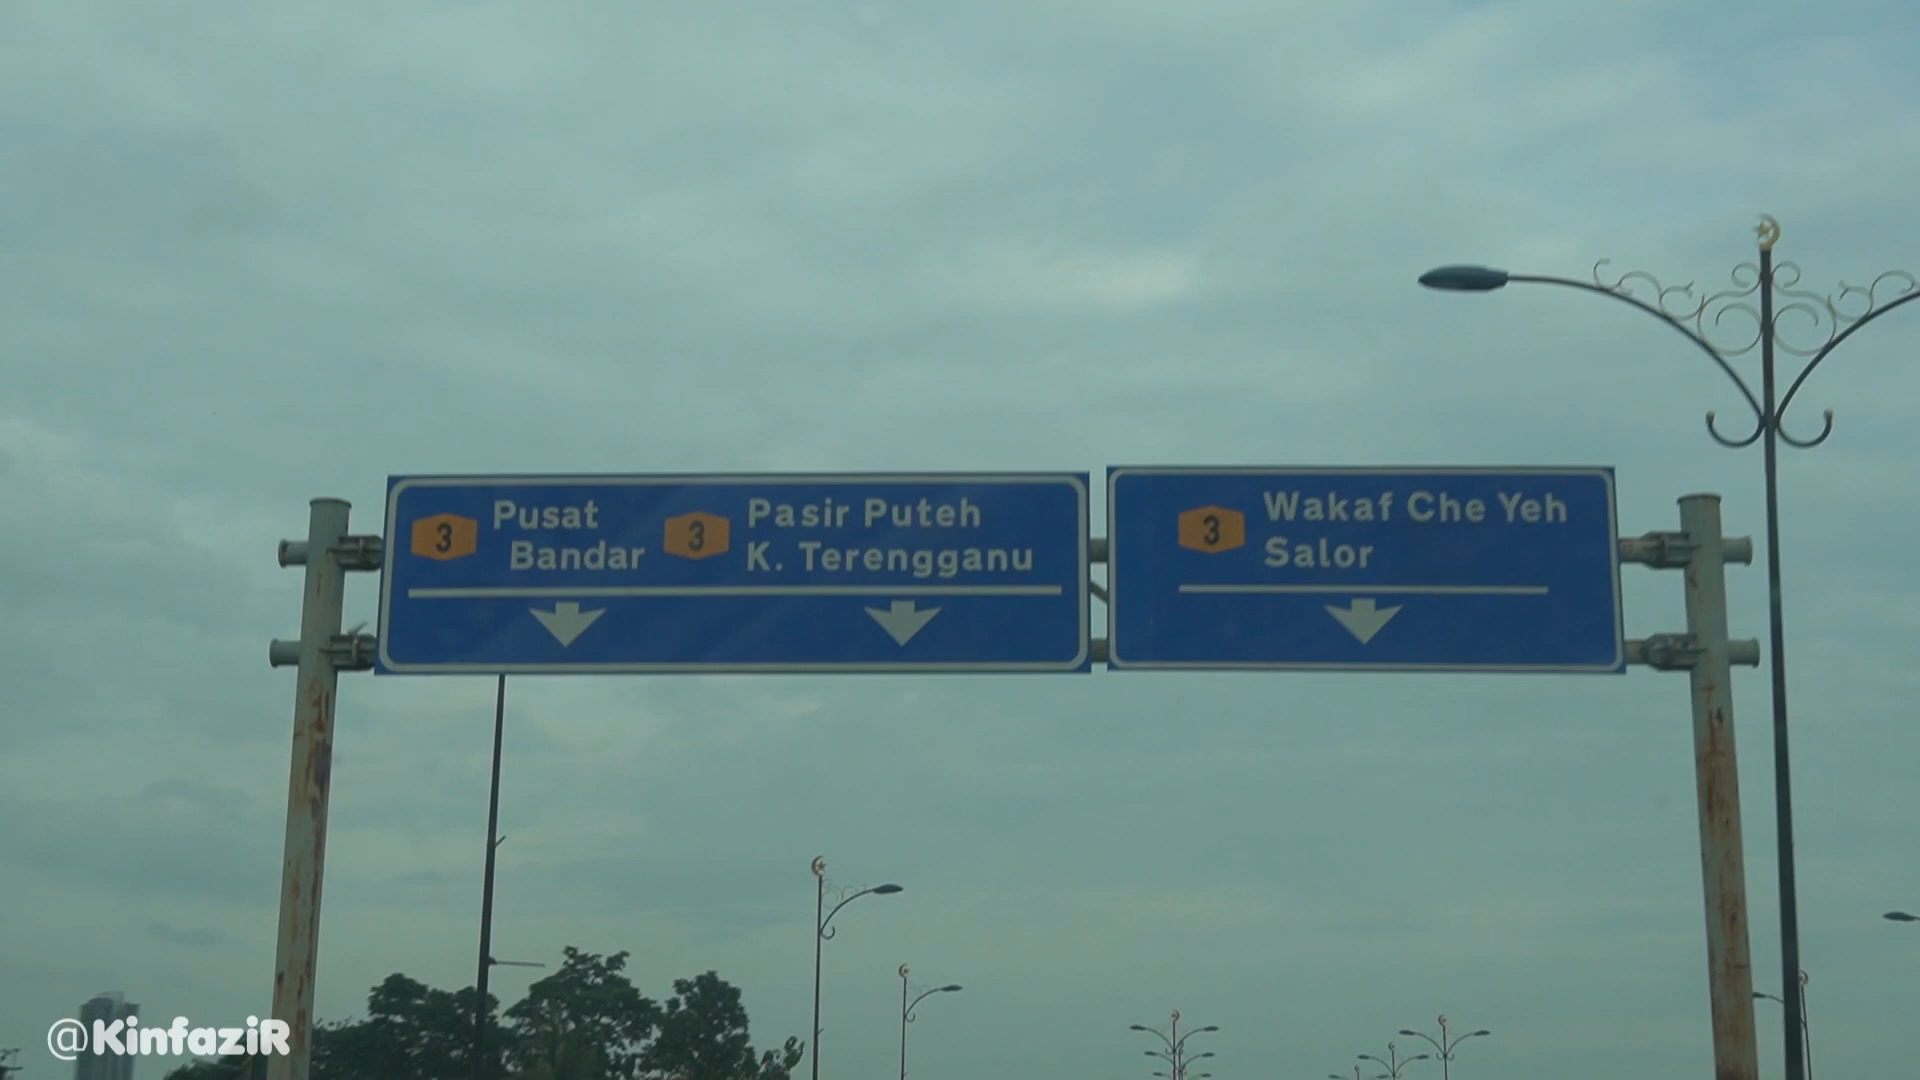 3 Pusat Bandar
3 Pasir Puteh
K. Terengganu
3 Wakaf Che Yeh
Salor
@KinfaziR